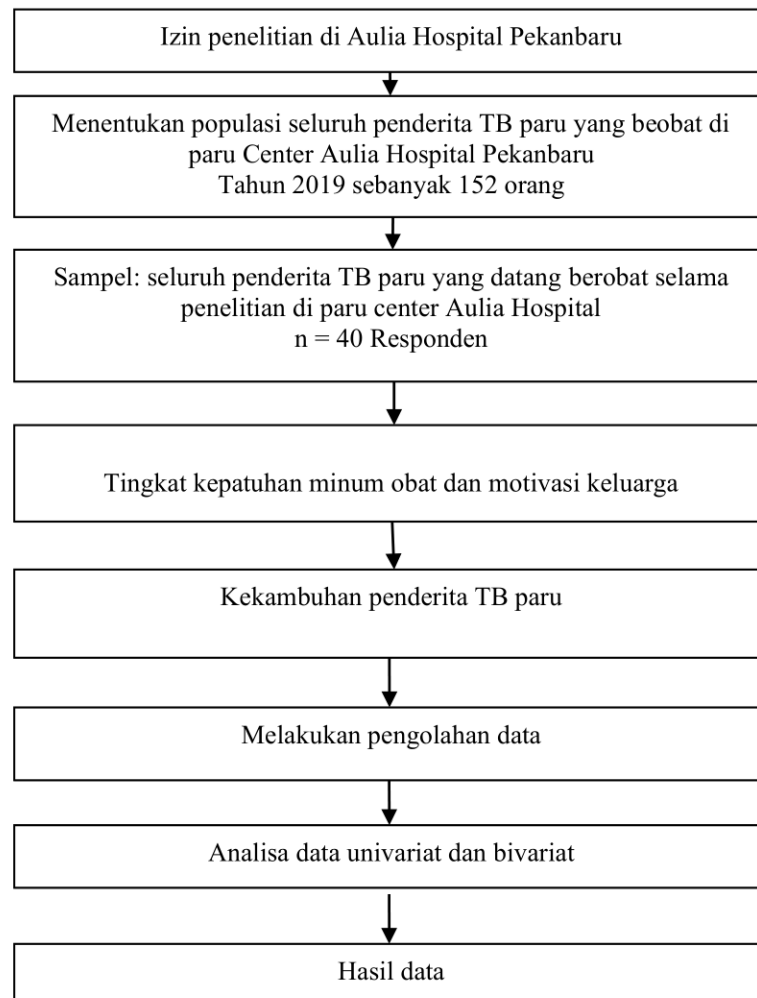 Izin penelitian di Aulia Hospital Pekanbaru
Menentukan populasi seluruh penderita TB paru yang beobat di
paru Center Aulia Hospital Pekanbaru
Tahun 2019 sebanyak 152 orang
Sampel: seluruh penderita TB paru yang datang berobat selama
penelitian di paru center Aulia Hospital
n = 40 Responden
Tingkat kepatuhan minum obat dan motivasi keluarga
Kekambuhan penderita TB paru
Melakukan pengolahan data
Analisa data univariat dan bivariat
Hasil data